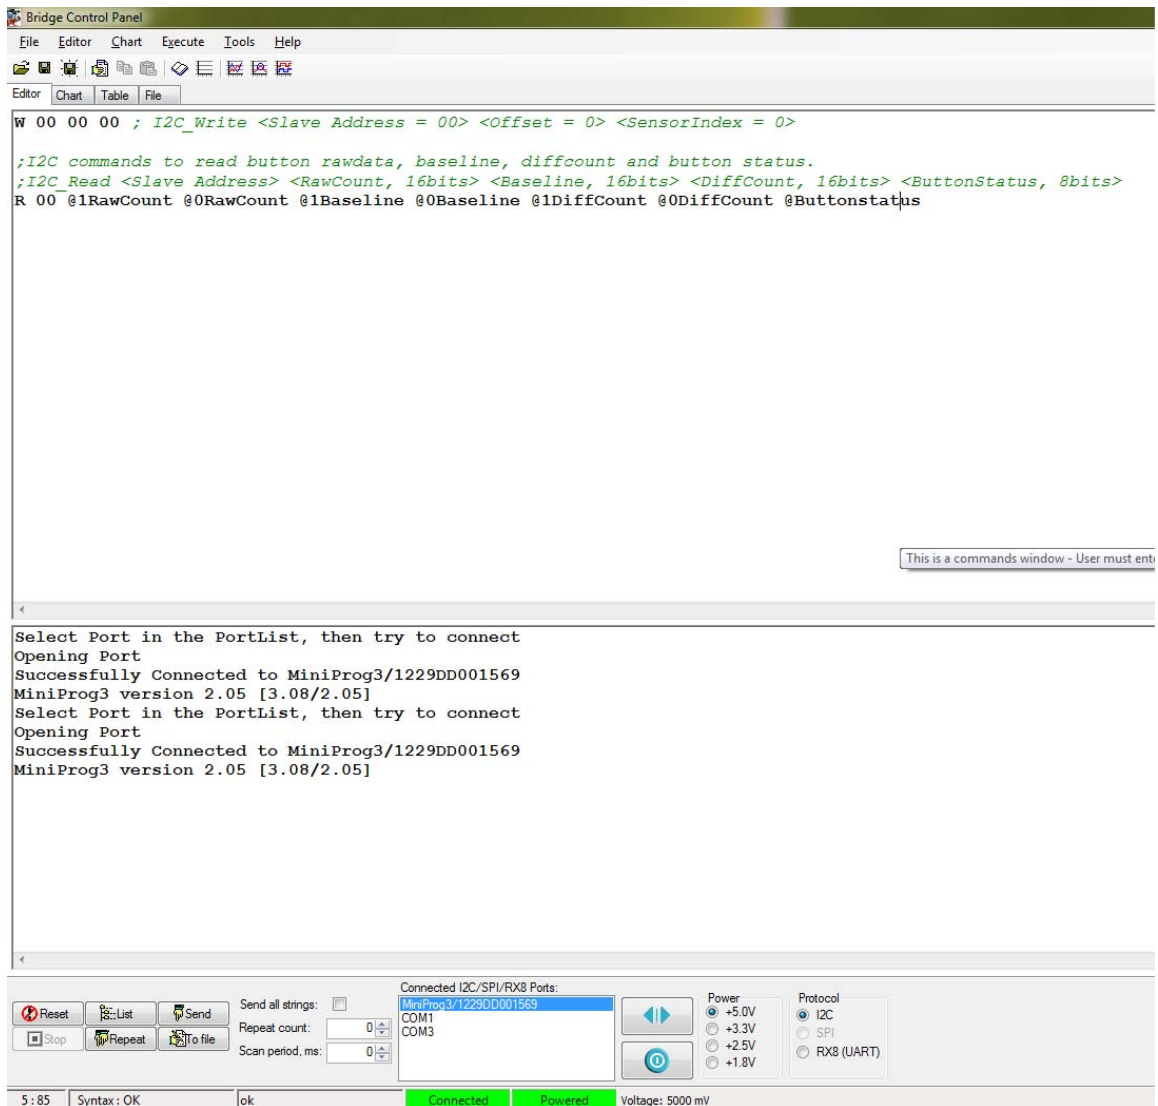 Bridge Control Panel
File Editor Chart Execute Tools Help
Editor Chart Table File
W 00 00 00 ; I2C_Write <Slave Address = 00> <Offset = 0> <SensorIndex = 0>
;I2C commands to read button rawdata, baseline, diffcount and button status.
;I2C_Read <Slave Address> <RawCount, 16bits> <Baseline, 16bits> <DiffCount, 16bits> <ButtonStatus, 8bits>
R 00 @1RawCount @0RawCount @1Baseline @0Baseline @1DiffCount @0DiffCount @Buttonstatus
This is a commands window - User must ent
Select Port in the PortList, then try to connect
Opening Port
Successfully Connected to MiniProg3/1229DD001569
MiniProg3 version 2.05 [3.08/2.05]
Select Port in the PortList, then try to connect
Opening Port
Successfully Connected to MiniProg3/1229DD001569
MiniProg3 version 2.05 [3.08/2.05]
Reset List Send
Stop Repeat To file
Send all strings:
Repeat count: 0
Scan period, ms: 0
Connected I2C/SPI/RX8 Ports:
MiniProg3/1229DD001569
COM1
COM3
Power
+5.0V
+3.3V
+2.5V
+1.8V
Protocol
I2C
SPI
RX8 (UART)
5 : 85 Syntax : OK ok Connected Powered Voltage: 5000 mV